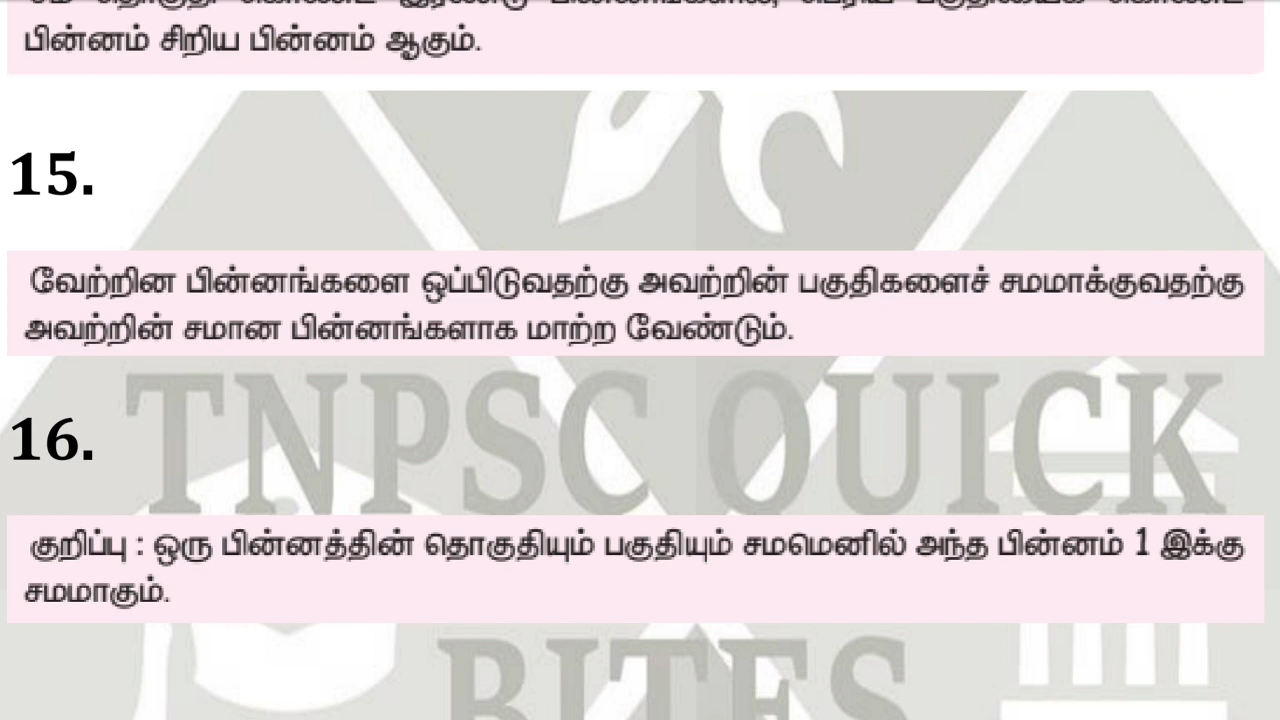 பின்னம் சிறிய பின்னம் ஆகும்.
15.
வேற்றின பின்னங்களை ஒப்பிடுவதற்கு அவற்றின் பகுதிகளைச் சமமாக்குவதற்கு
அவற்றின் சமான பின்னங்களாக மாற்ற வேண்டும்.
TNPSC QUICK
16.
குறிப்பு : ஒரு பின்னத்தின் தொகுதியும் பகுதியும் சமமெனில் அந்த பின்னம் 1 இக்கு
சமமாகும்.
BITES